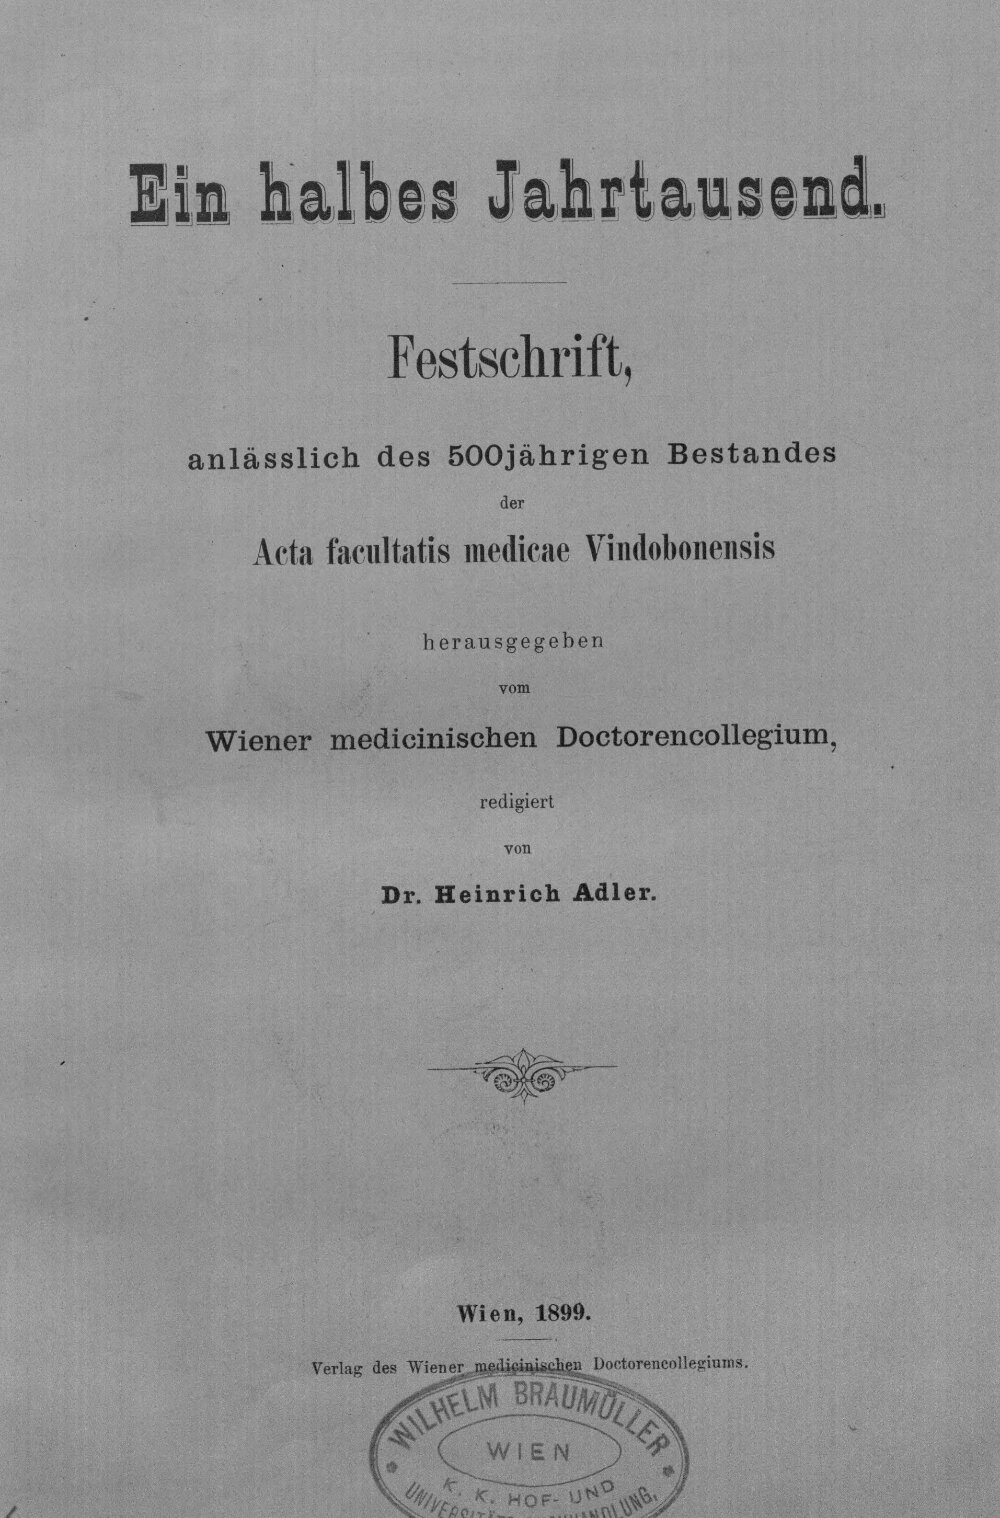 Ein halbes Jahrtausend.
Festschrift,
anlässlich des 500jährigen Bestandes
der
Acta facultatis medicae Vindobonensis
herausgegeben
vom
Wiener medicinischen Doctorencollegium,
redigiert
von
Dr. Heinrich Adler.
Wien, 1899.
Verlag des Wiener medicinischen Doctorencollegiums.
WILHELM BRAUMÜLLER
WIEN
K. K. HOF- UND